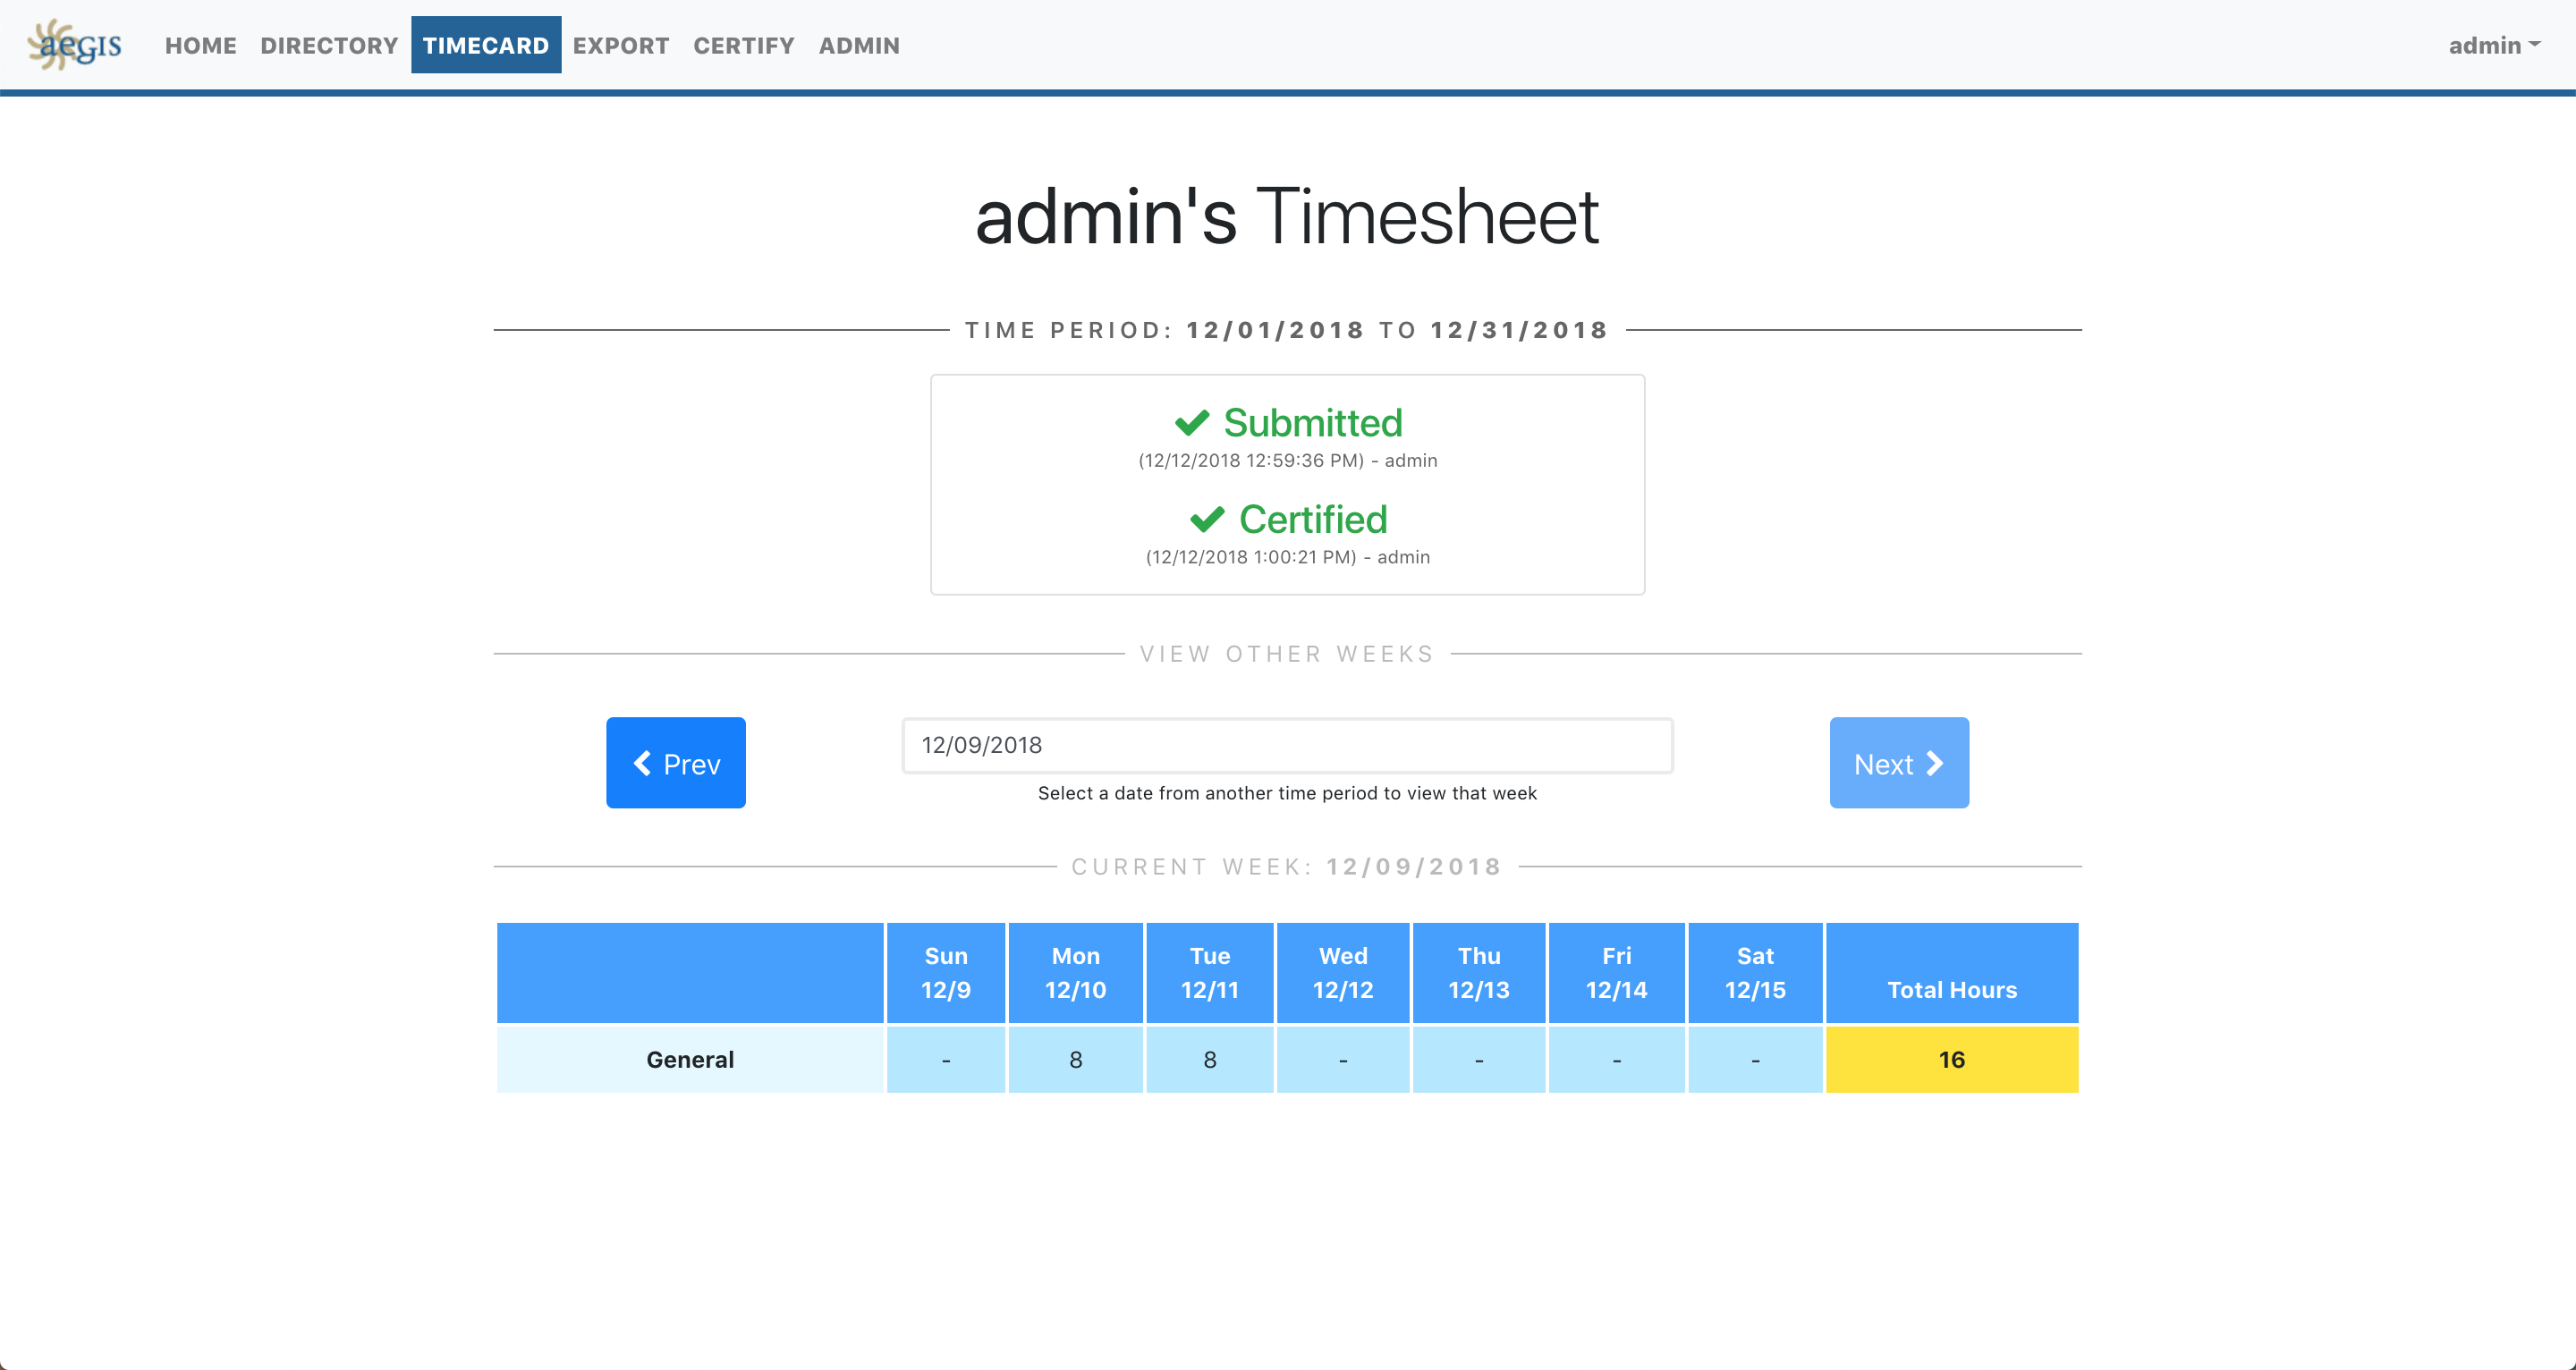 aegis HOME DIRECTORY TIMECARD EXPORT CERTIFY ADMIN admin
admin's Timesheet
TIME PERIOD: 12/01/2018 TO 12/31/2018
Submitted
(12/12/2018 12:59:36 PM) - admin
Certified
(12/12/2018 1:00:21 PM) - admin
VIEW OTHER WEEKS
Prev
12/09/2018
Select a date from another time period to view that week
Next
CURRENT WEEK: 12/09/2018
Sun Mon Tue Wed Thu Fri Sat
12/9 12/10 12/11 12/12 12/13 12/14 12/15 Total Hours
General - 8 8 - - - - 16